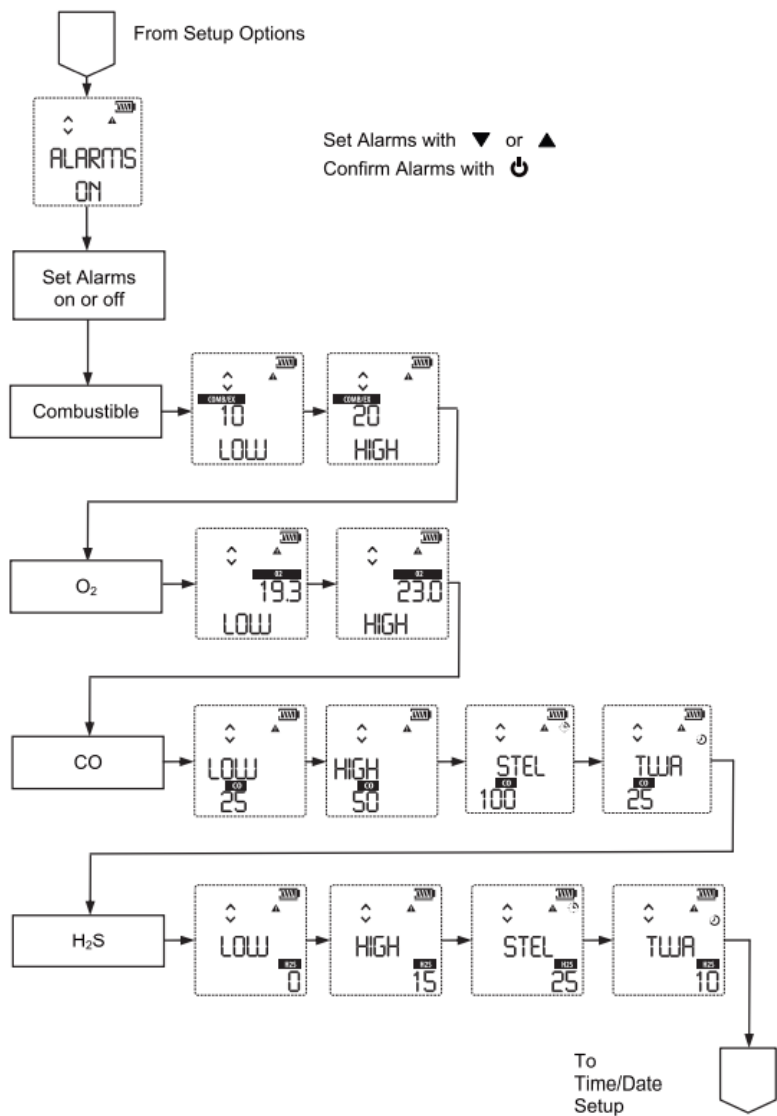 From Setup Options
ALARMS
ON
Set Alarms with ▼ or ▲
Confirm Alarms with ⏻
Set Alarms
on or off
Combustible
COMB/EX
10
LOW
COMB/EX
20
HIGH
O₂
O2
19.3
LOW
O2
23.0
HIGH
CO
LOW
CO
25
HIGH
CO
50
STEL
CO
100
TWA
CO
25
H₂S
LOW
H2S
0
HIGH
H2S
15
STEL
H2S
25
TWA
H2S
10
To
Time/Date
Setup